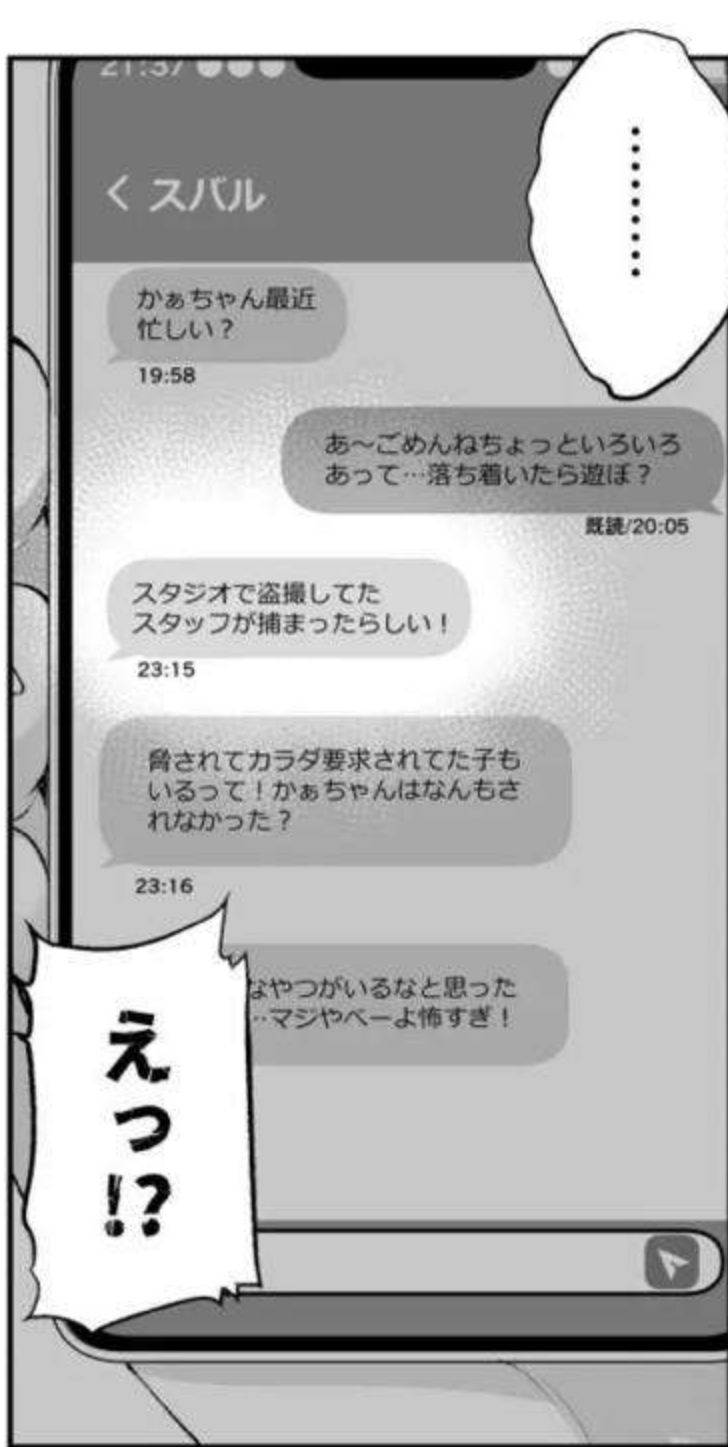 ………
21:37
スバル
かぁちゃん最近
忙しい？
19:58
あ～ごめんねちょっといろいろ
あって…落ち着いたら遊ぼ？
既読/20:05
スタジオで盗撮してた
スタッフが捕まったらしい！
23:15
脅されてカラダ要求されてた子も
いるって！かぁちゃんはなんもさ
れなかった？
23:16
なやつがいるなと思った
…マジやべーよ怖すぎ！
えっ!?